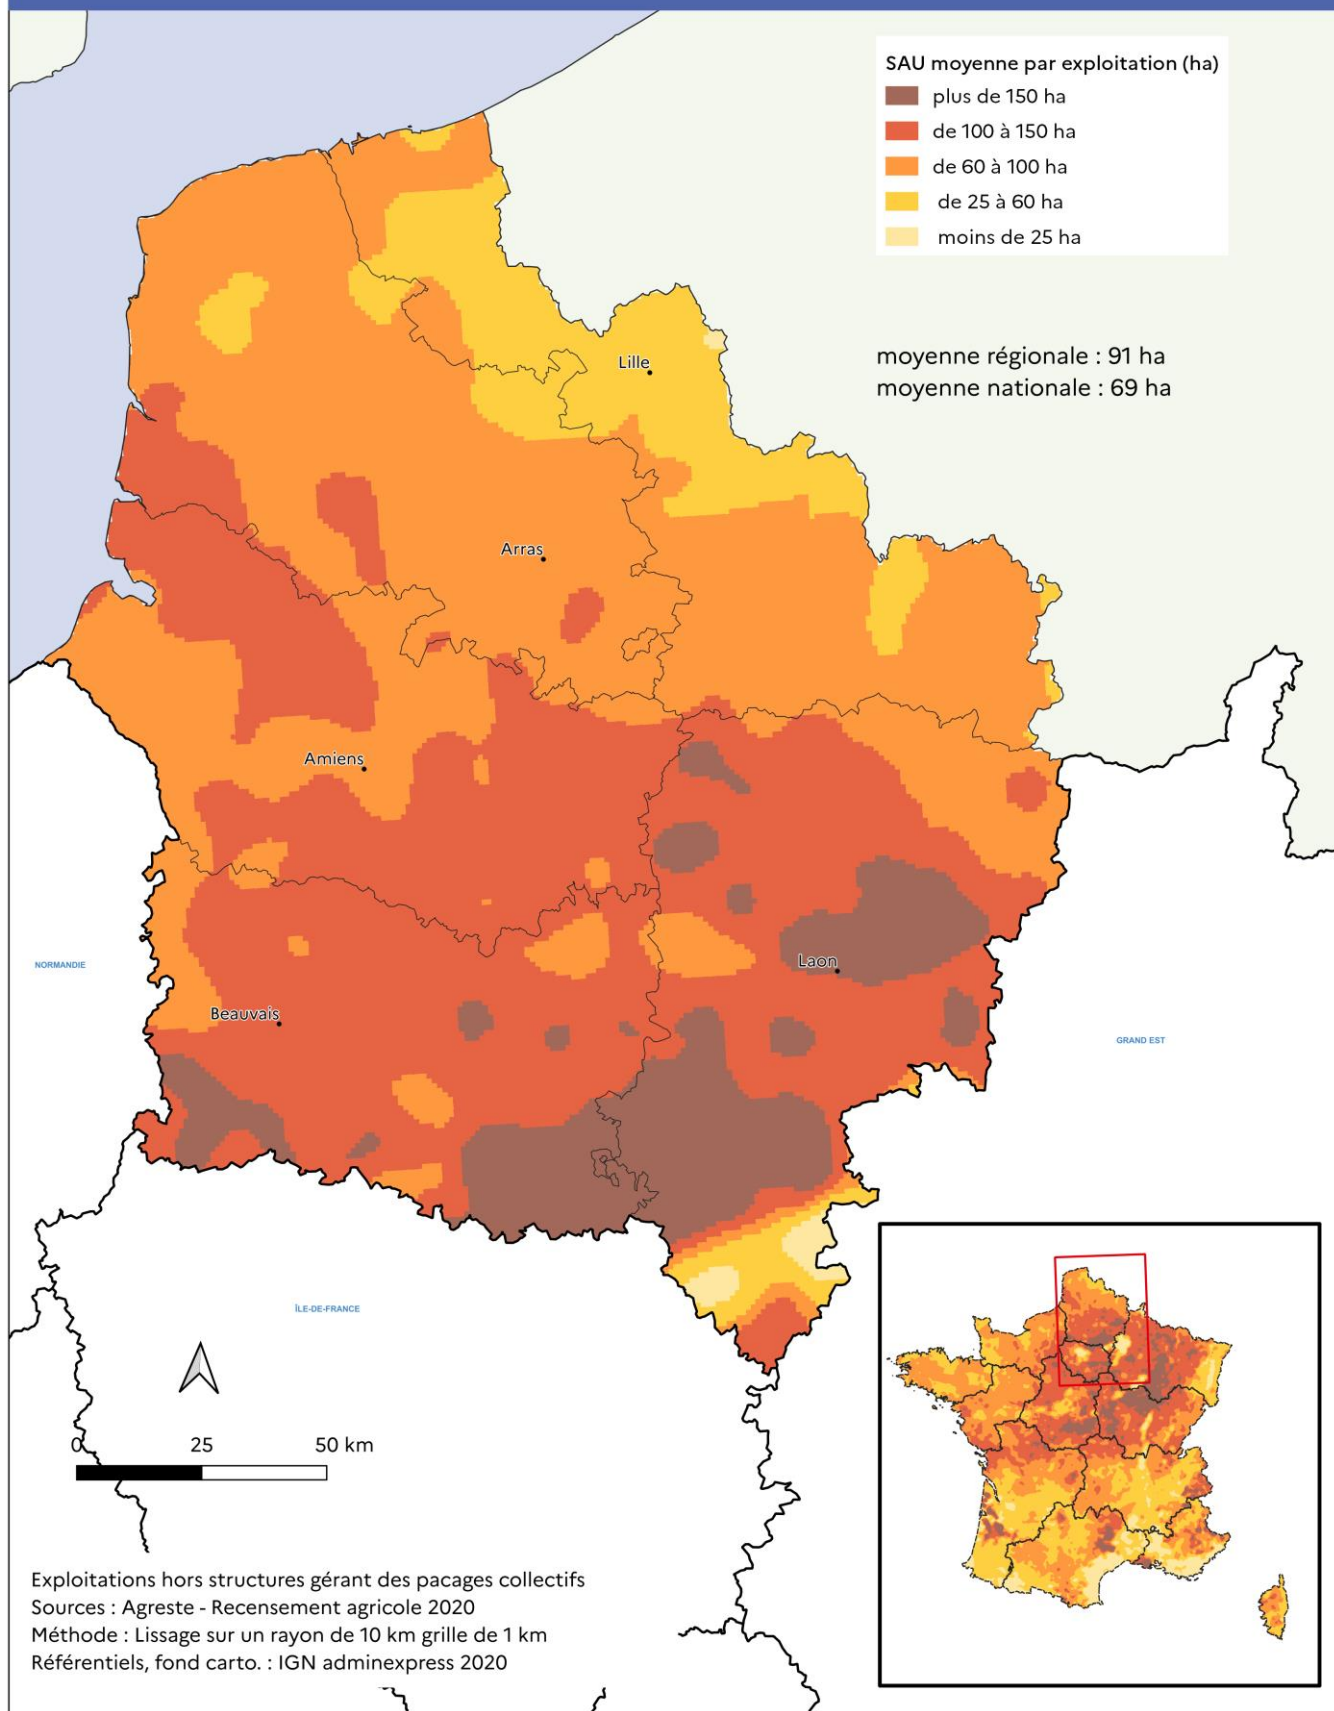 SAU moyenne par exploitation (ha)
plus de 150 ha
de 100 à 150 ha
de 60 à 100 ha
de 25 à 60 ha
moins de 25 ha
moyenne régionale : 91 ha
moyenne nationale : 69 ha
Lille
Arras
Amiens
Laon
NORMANDIE
Beauvais
GRAND EST
ÎLE-DE-FRANCE
0 25 50 km
Exploitations hors structures gérant des pacages collectifs
Sources : Agreste - Recensement agricole 2020
Méthode : Lissage sur un rayon de 10 km grille de 1 km
Référentiels, fond carto. : IGN adminexpress 2020